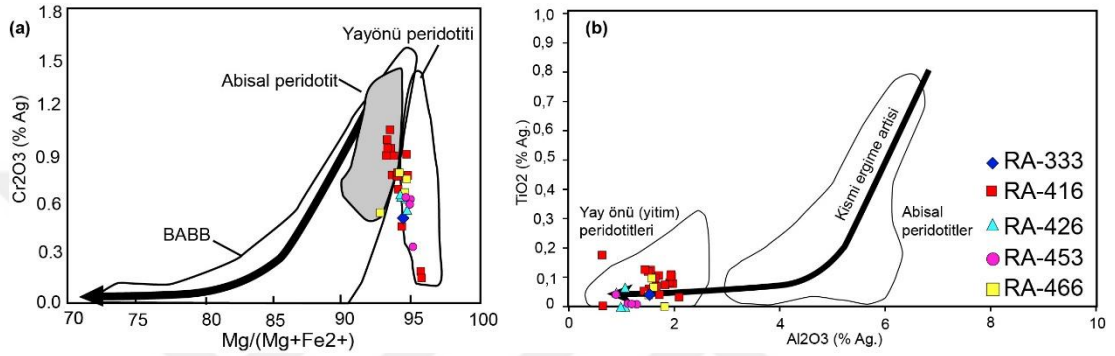 (a)
Yayönü peridotiti
Abisal peridotit
BABB
Cr2O3 (% Ag)
1.8
1.5
1.2
0.9
0.6
0.3
0.0
70
75
80
85
90
95
100
Mg/(Mg+Fe2+)
(b)
TiO2 (% Ag.)
1,0
0,9
0,8
0,7
0,6
0,5
0,4
0,3
0,2
0,1
0
Kismi ergime artisi
Yay önü (yitim)
peridotitleri
Abisal
peridotitler
0
2
4
6
8
10
Al2O3 (% Ag.)
RA-333
RA-416
RA-426
RA-453
RA-466